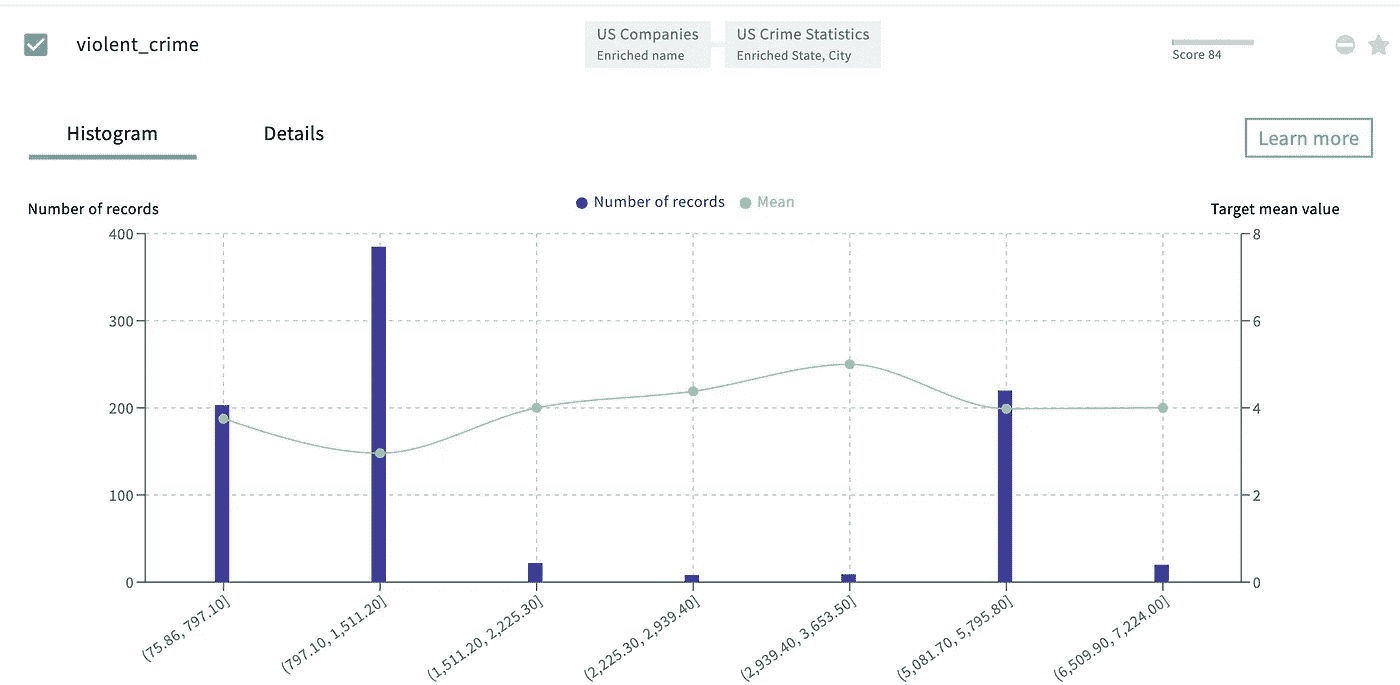 violent_crime
US Companies
Enriched name
US Crime Statistics
Enriched State, City
Score 84
Histogram
Details
Learn more
Number of records
Number of records
Mean
Target mean value
400
300
200
100
0
8
6
4
2
0
(75.86, 797.10]
(797.10, 1,511.20]
(1,511.20, 2,225.30]
(2,225.30, 2,939.40]
(2,939.40, 3,653.50]
(5,081.70, 5,795.80]
(6,509.90, 7,224.00]